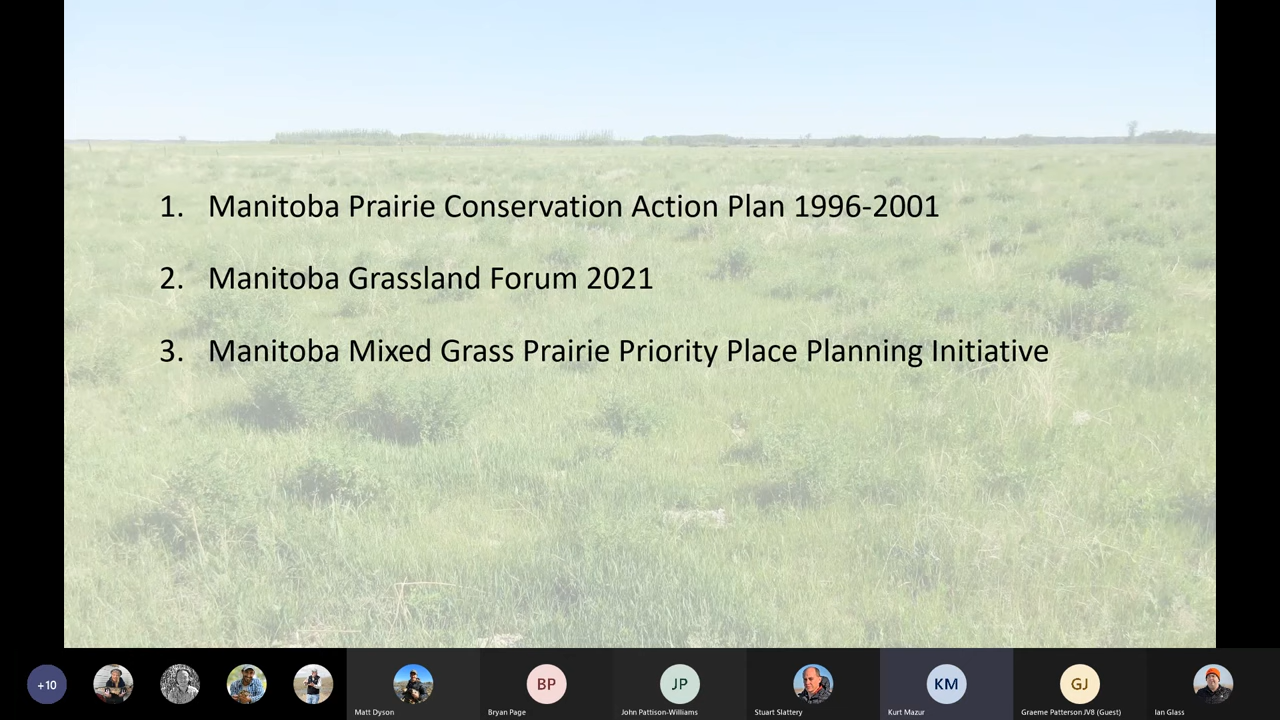 1. Manitoba Prairie Conservation Action Plan 1996-2001
2. Manitoba Grassland Forum 2021
3. Manitoba Mixed Grass Prairie Priority Place Planning Initiative
+10
BP
JP
KM
GJ
Matt Dyson
Bryan Page
John Pattison-Williams
Stuart Slattery
Kurt Mazur
Graeme Patterson JV8 (Guest)
Ian Glass